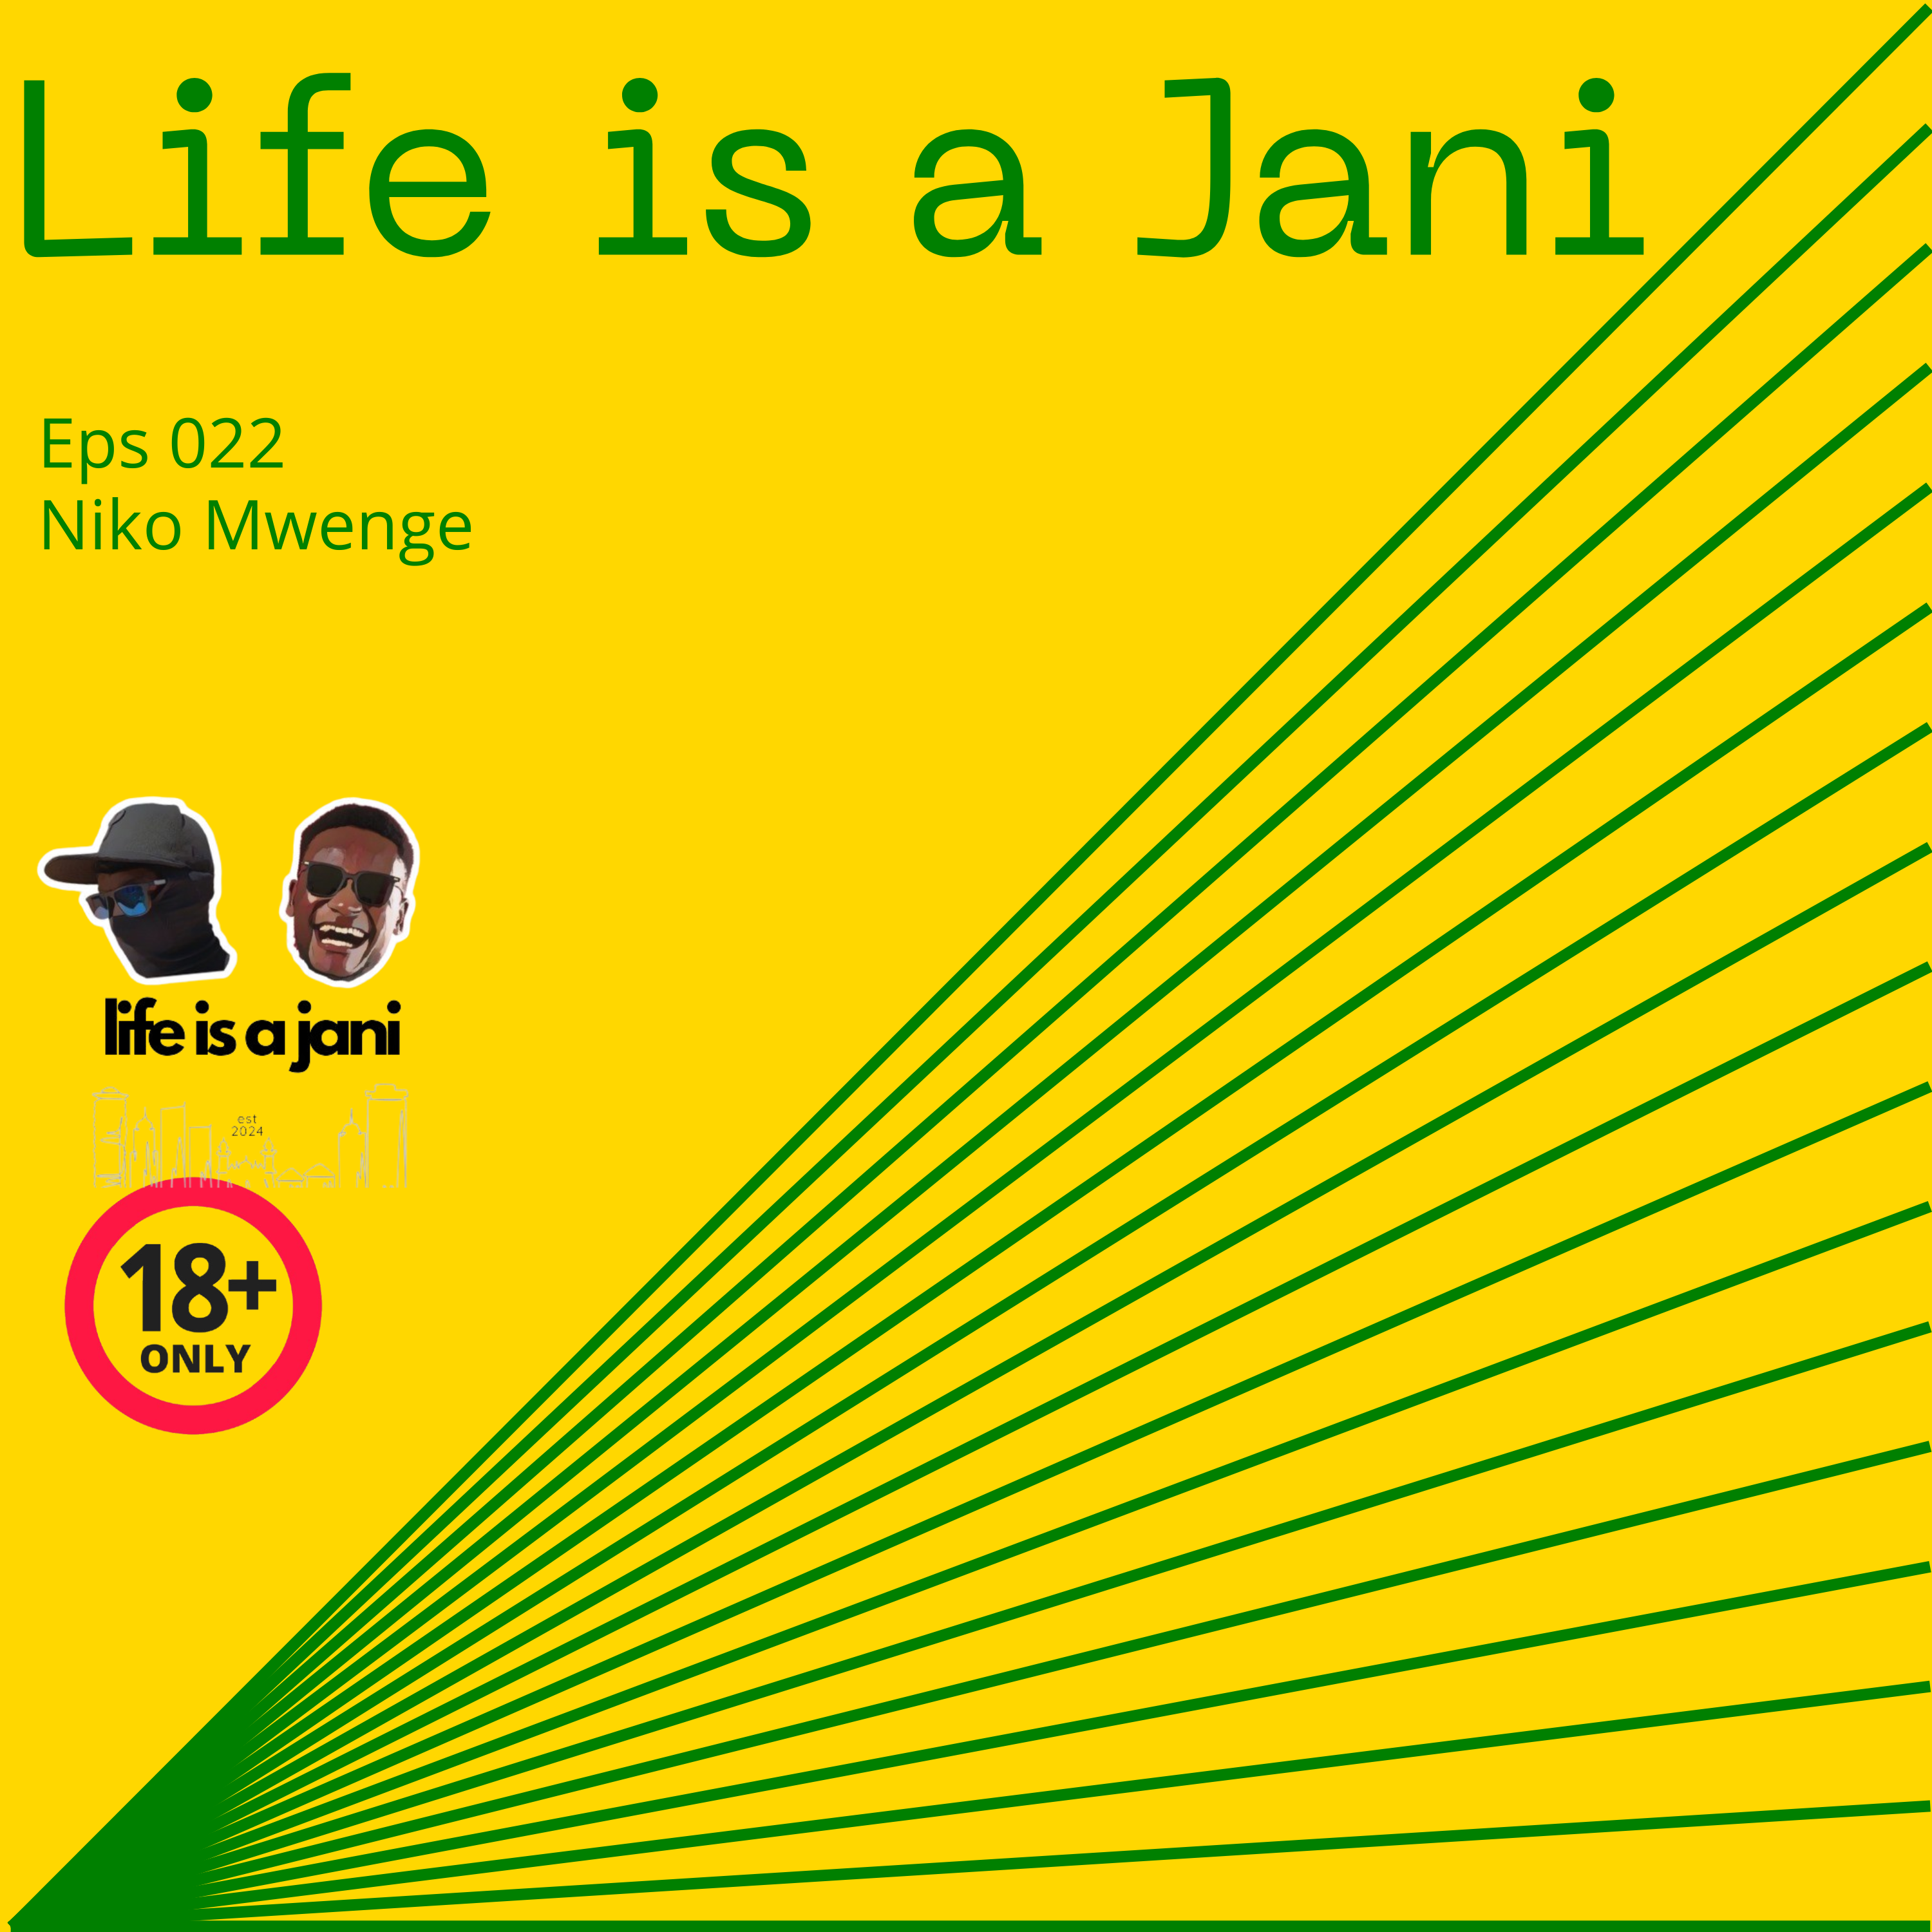 Life is a Jani
Eps 022
Niko Mwenge
life is a jani
est
2024
18+
ONLY